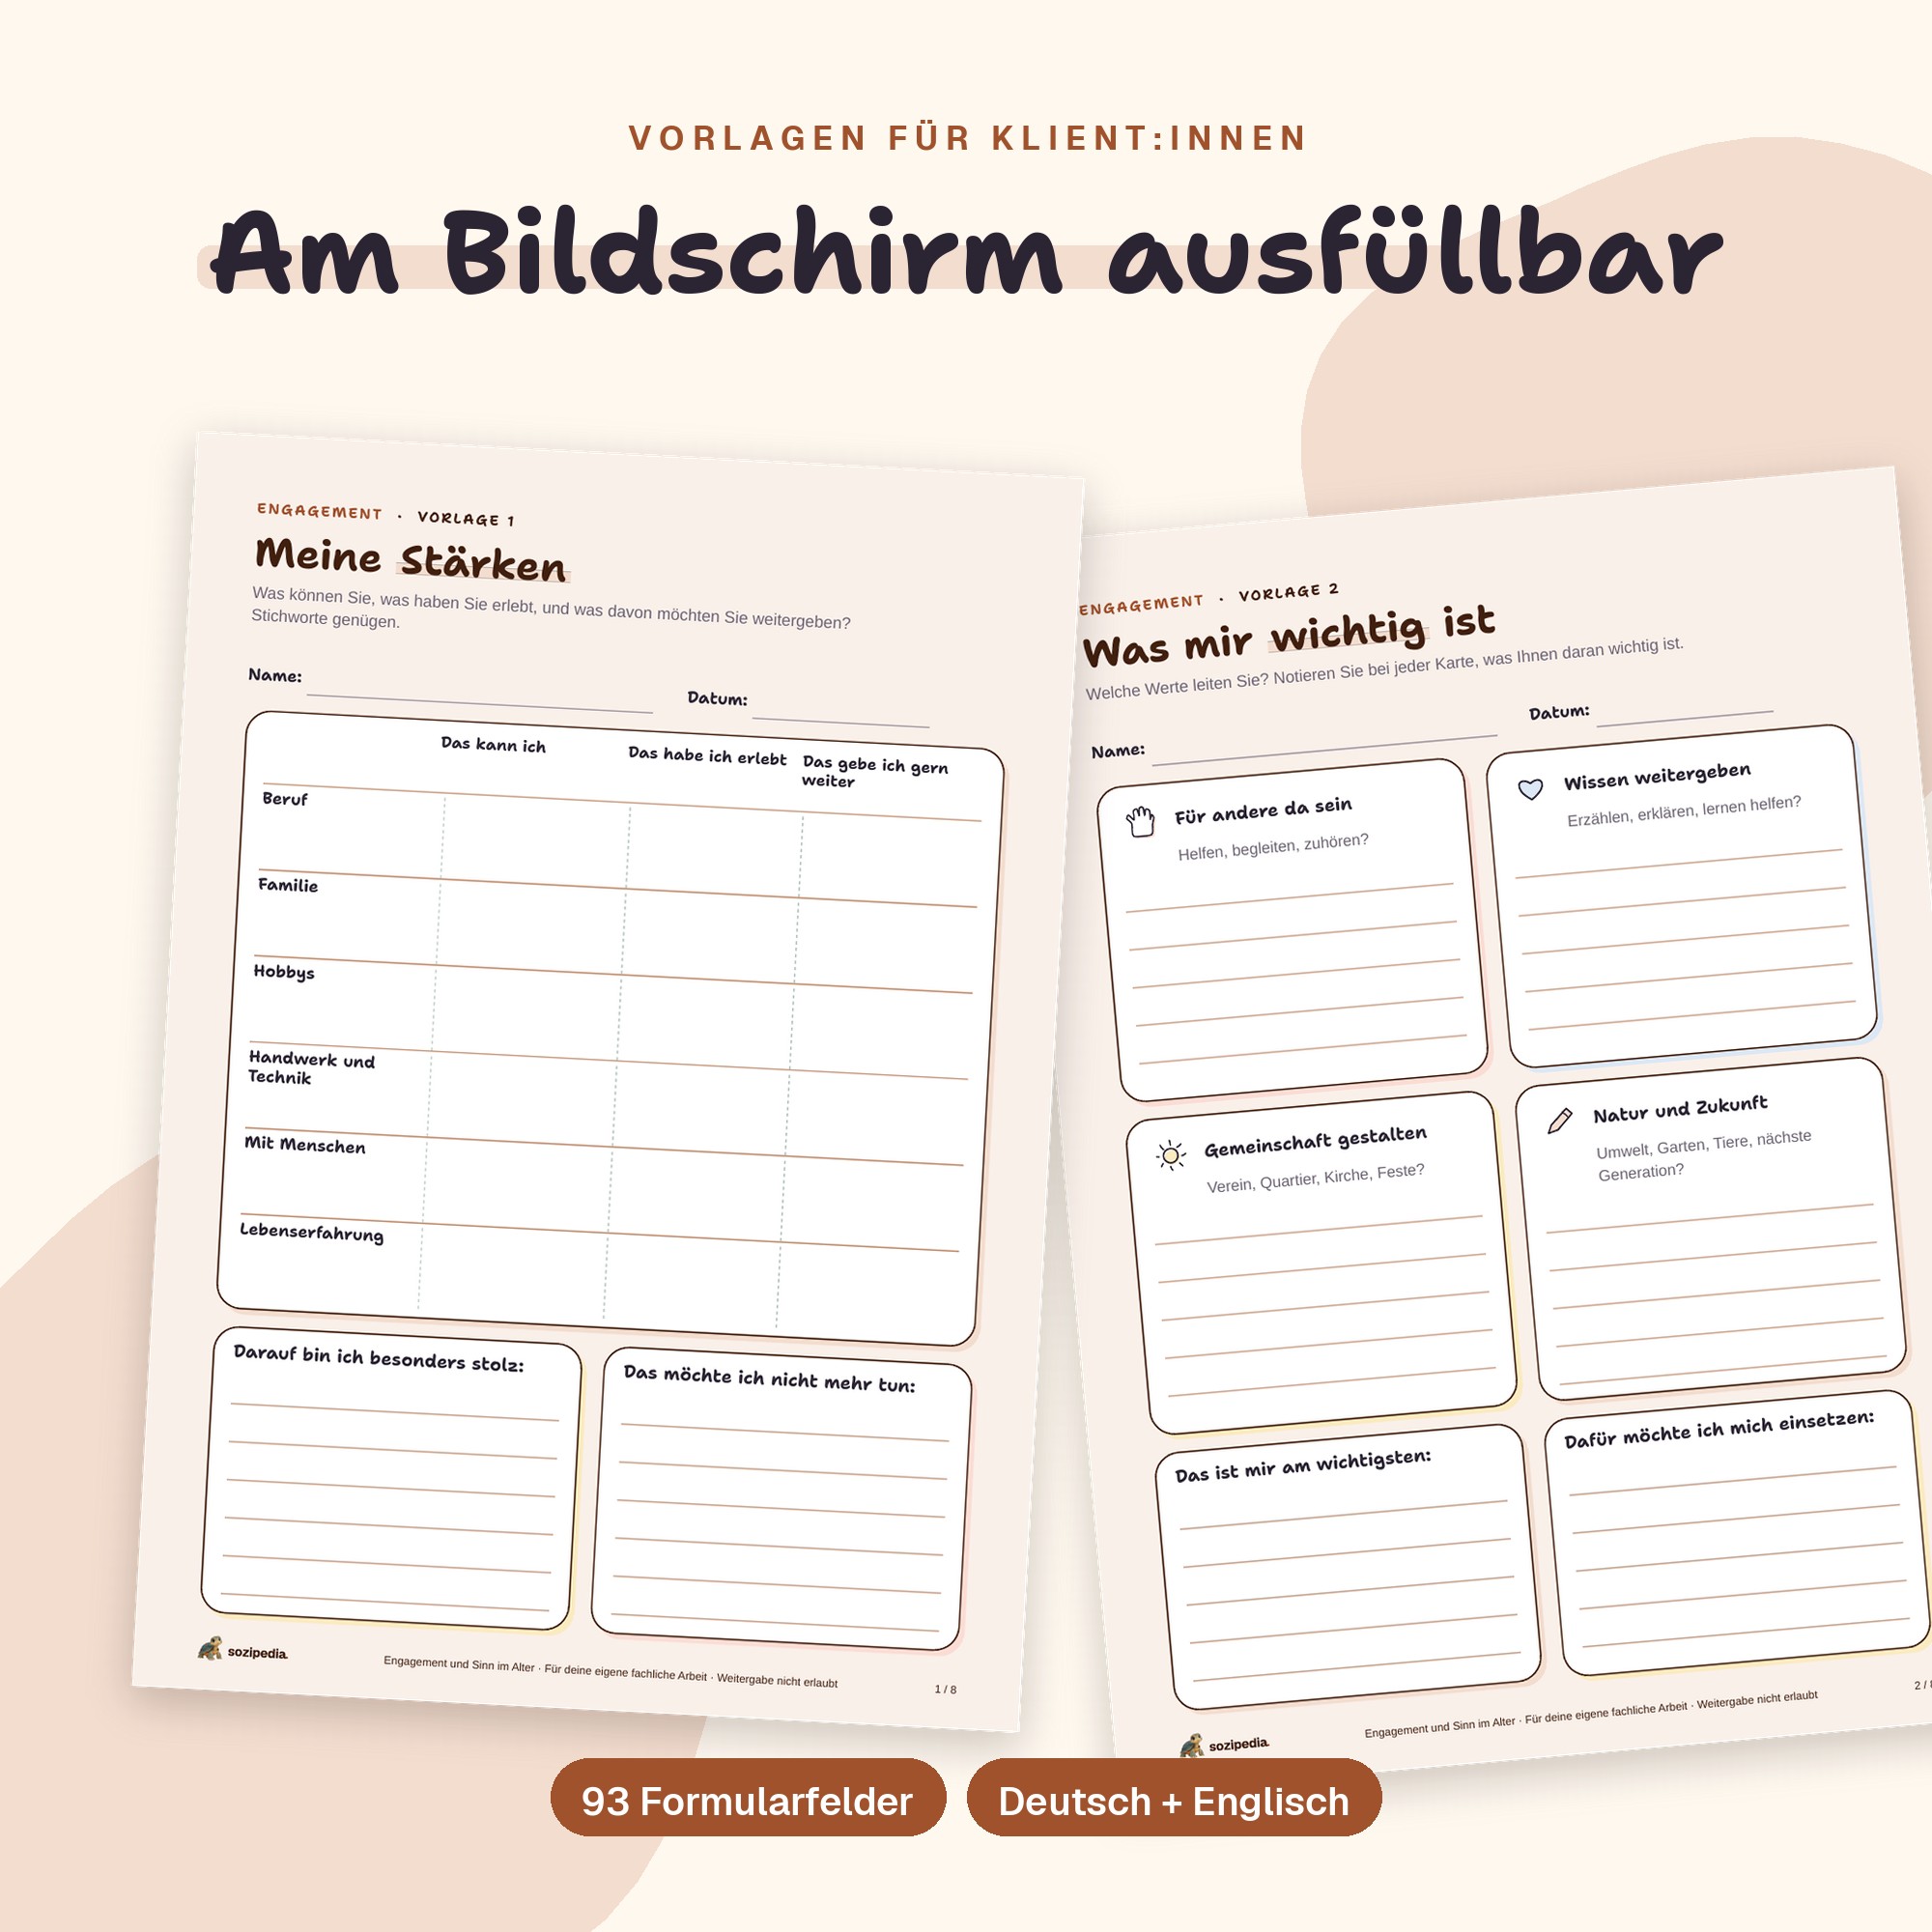 VORLAGEN FÜR KLIENT:INNEN
Am Bildschirm ausfüllbar
ENGAGEMENT · VORLAGE 1
Meine Stärken
Was können Sie, was haben Sie erlebt, und was davon möchten Sie weitergeben?
Stichworte genügen.
Name:
Datum:
Das kann ich
Das habe ich erlebt
Das gebe ich gern
weiter
Beruf
Familie
Hobbys
Handwerk und
Technik
Mit Menschen
Lebenserfahrung
Darauf bin ich besonders stolz:
Das möchte ich nicht mehr tun:
sozipedia.
Engagement und Sinn im Alter · Für deine eigene fachliche Arbeit · Weitergabe nicht erlaubt
1 / 8
ENGAGEMENT · VORLAGE 2
Was mir wichtig ist
Welche Werte leiten Sie? Notieren Sie bei jeder Karte, was Ihnen daran wichtig ist.
Name:
Datum:
Für andere da sein
Helfen, begleiten, zuhören?
Wissen weitergeben
Erzählen, erklären, lernen helfen?
Gemeinschaft gestalten
Verein, Quartier, Kirche, Feste?
Natur und Zukunft
Umwelt, Garten, Tiere, nächste
Generation?
Das ist mir am wichtigsten:
Dafür möchte ich mich einsetzen:
sozipedia.
Engagement und Sinn im Alter · Für deine eigene fachliche Arbeit · Weitergabe nicht erlaubt
2 / 8
93 Formularfelder
Deutsch + Englisch